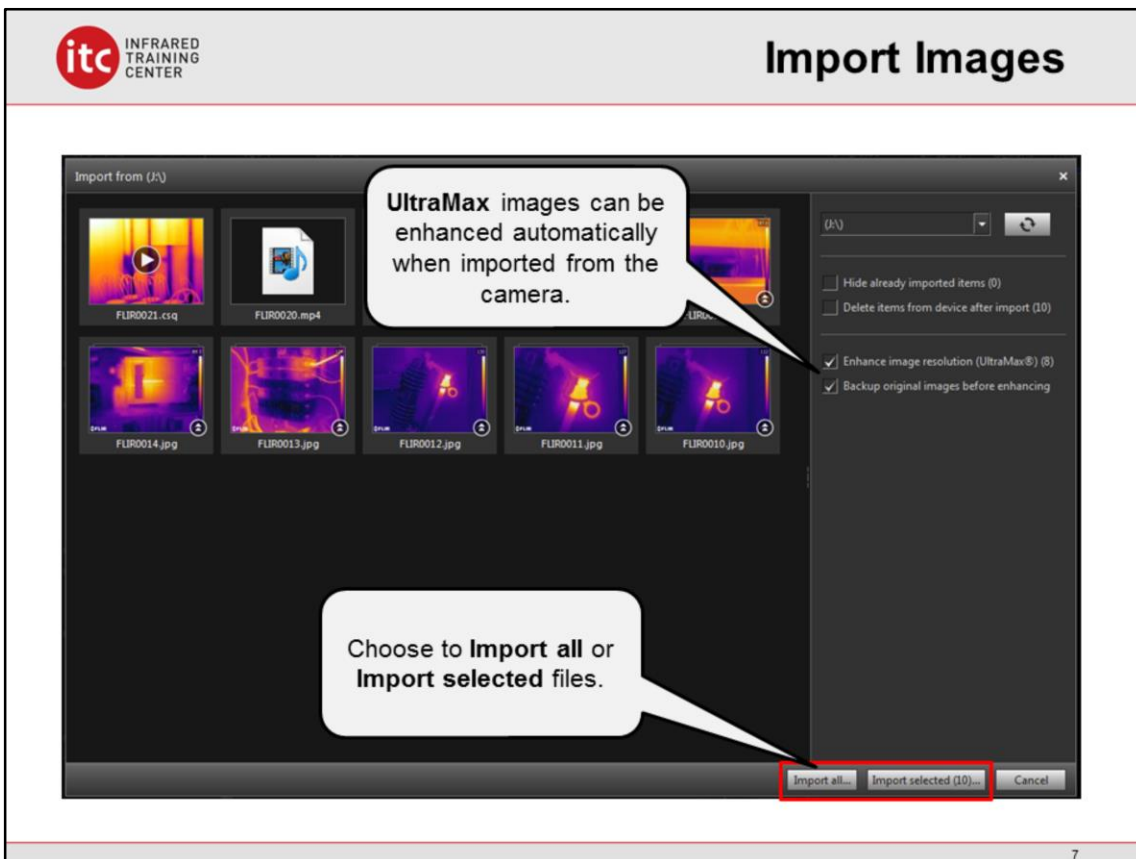 itc INFRARED
TRAINING
CENTER
Import Images
Import from (J:\)
UltraMax images can be
enhanced automatically
when imported from the
camera.
(J:\)
Hide already imported items (0)
Delete items from device after import (10)
Enhance image resolution (UltraMax®) (8)
Backup original images before enhancing
FLIR0021.csq
FLIR0020.mp4
FLIR0014.jpg
FLIR0013.jpg
FLIR0012.jpg
FLIR0011.jpg
FLIR0010.jpg
Choose to Import all or
Import selected files.
Import all...
Import selected (10)...
Cancel
7